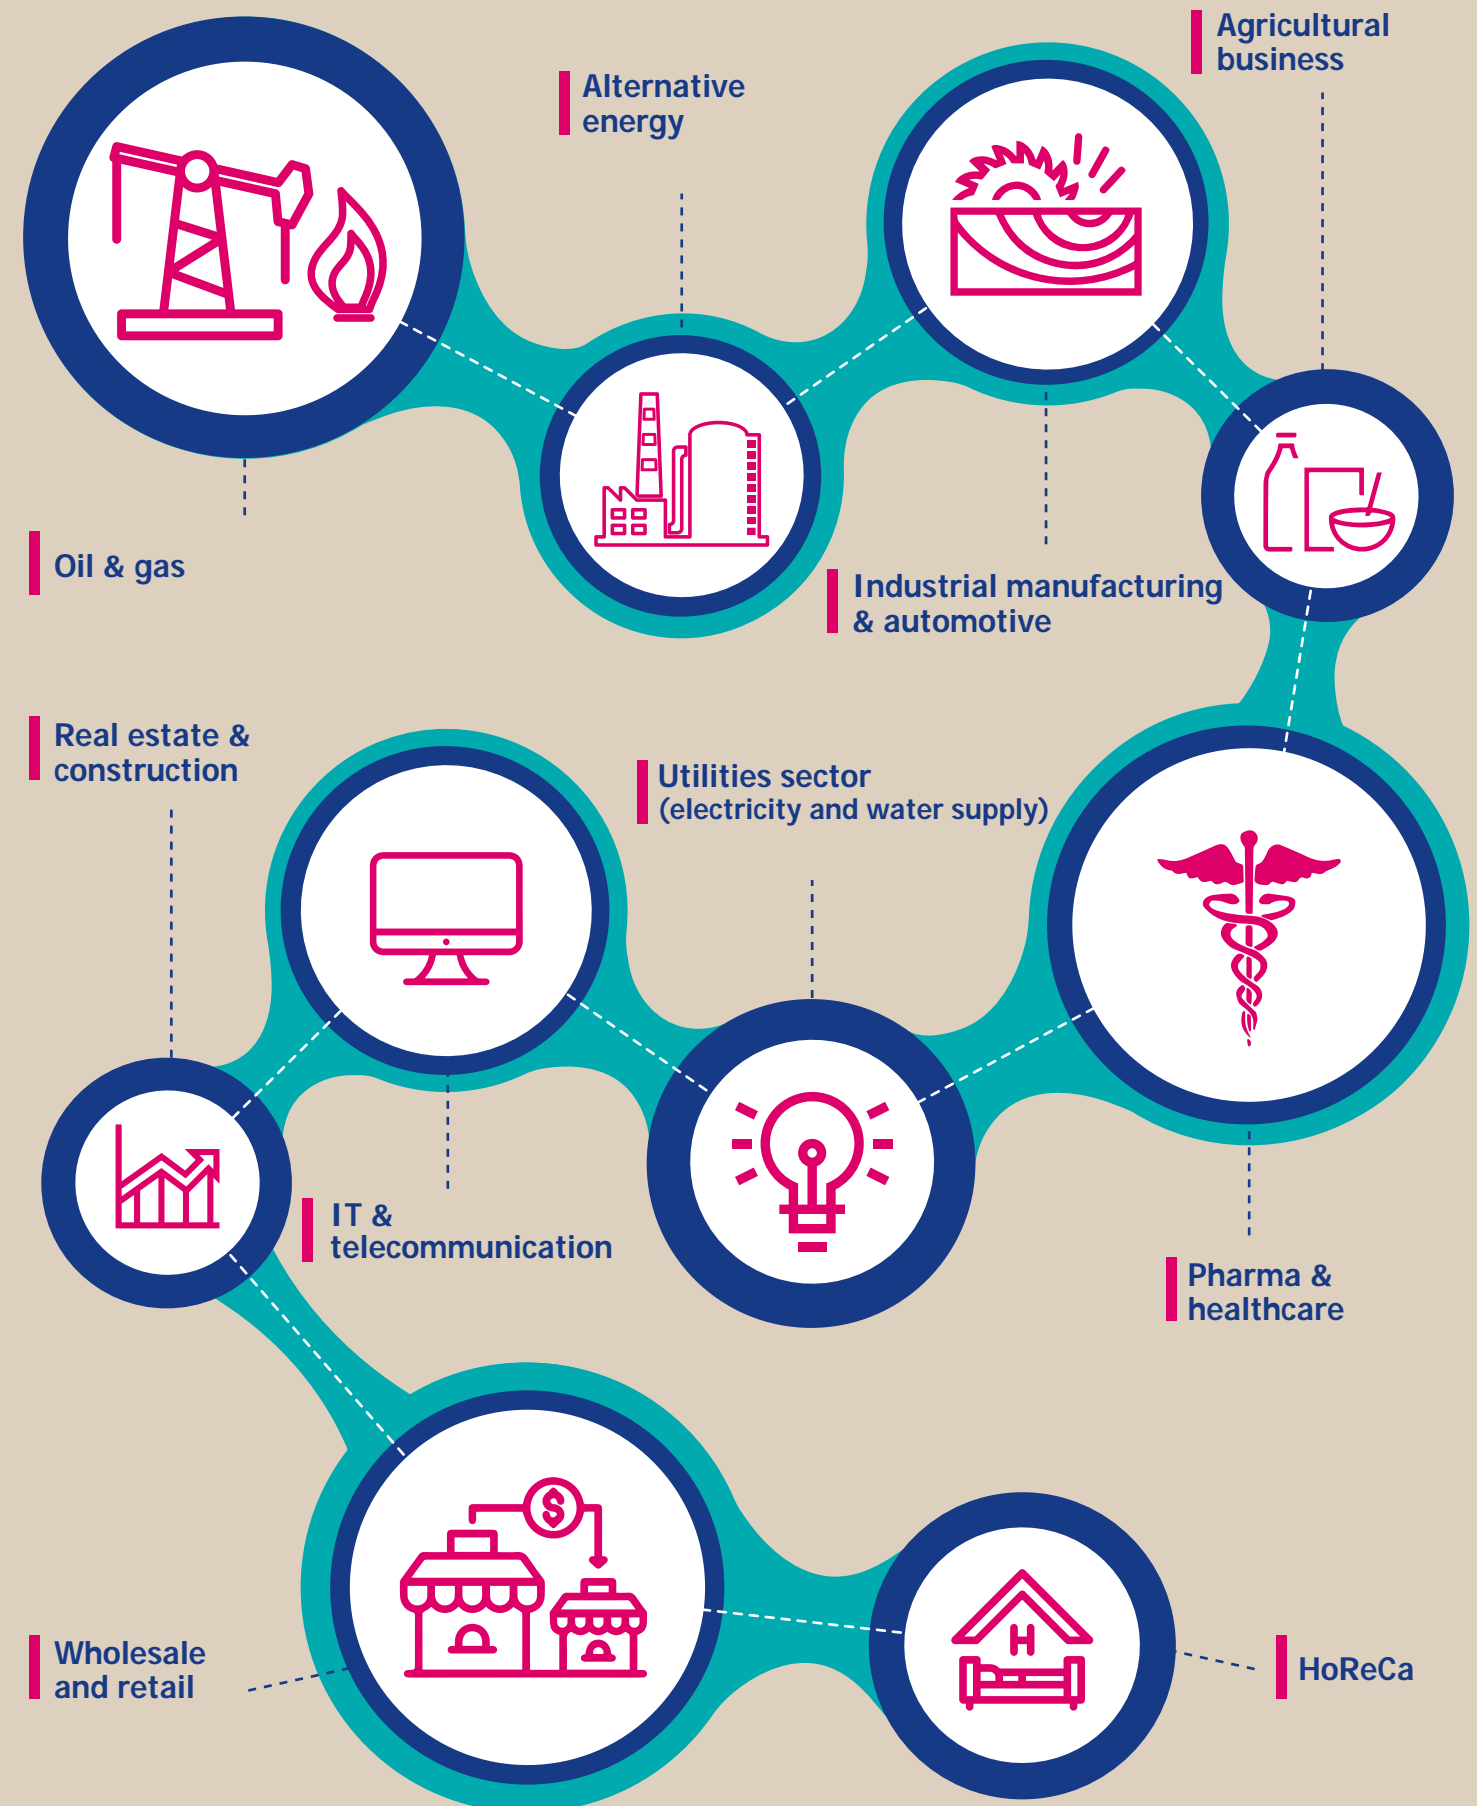 Agricultural
business
Alternative
energy
Oil & gas
Industrial manufacturing
& automotive
Real estate &
construction
Utilities sector
(electricity and water supply)
IT &
telecommunication
Pharma &
healthcare
$
H
Wholesale
and retail
HoReCa